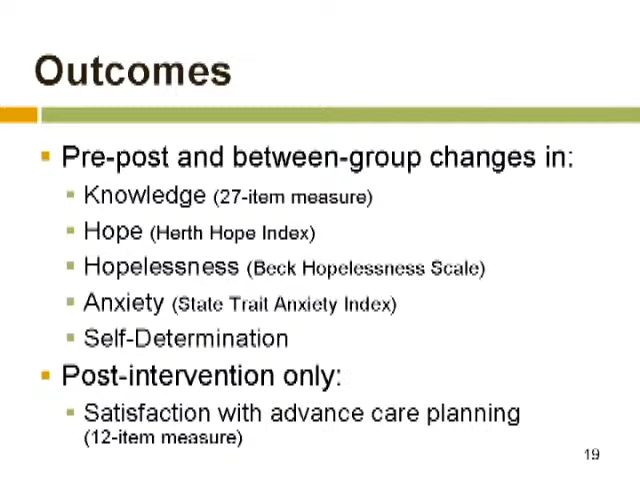 Outcomes
Pre-post and between-group changes in:
Knowledge (27-item measure)
Hope (Herth Hope Index)
Hopelessness (Beck Hopelessness Scale)
Anxiety (State Trait Anxiety Index)
Self-Determination
Post-intervention only:
Satisfaction with advance care planning
(12-item measure)
19